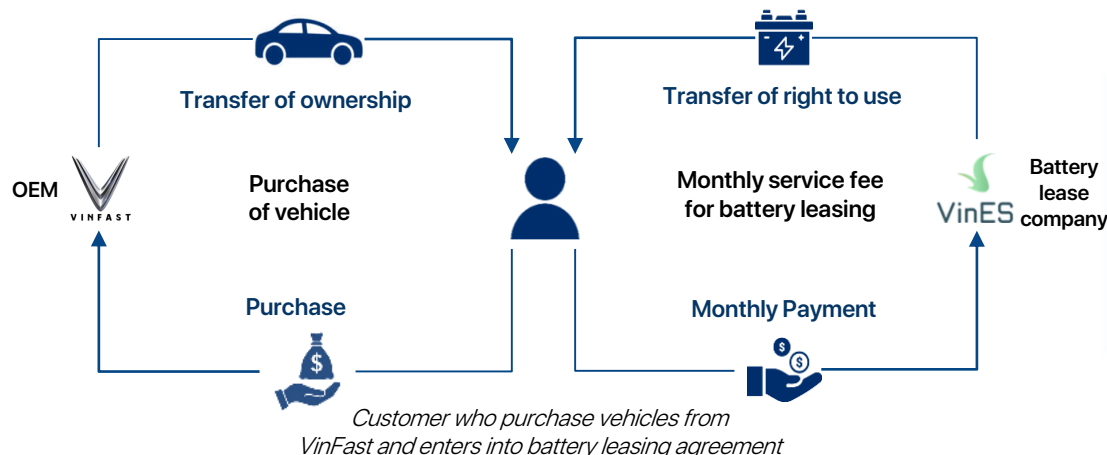 Transfer of ownership
Transfer of right to use
OEM
VINFAST
Purchase
of vehicle
Monthly service fee
for battery leasing
VinES
Battery
lease
company
Purchase
$
Monthly Payment
$
$
Customer who purchase vehicles from
VinFast and enters into battery leasing agreement